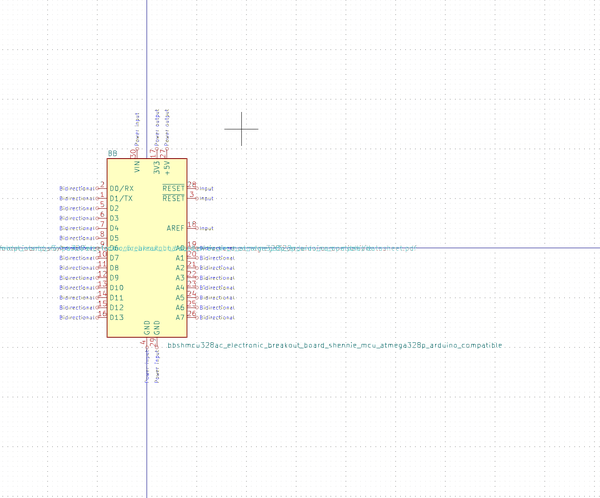 Power input
Power output
Power output
BB
30
17
27
VIN
3V3
+5V
Bidirectional 2 D0/RX RESET 28 Input
Bidirectional 1 D1/TX RESET 3 Input
Bidirectional 5 D2
Bidirectional 6 D3
Bidirectional 7 D4 AREF 18 Input
Bidirectional 8 D5
Bidirectional 9 D6 A0 19 Bidirectional
Bidirectional 10 D7 A1 20 Bidirectional
Bidirectional 11 D8 A2 21 Bidirectional
Bidirectional 12 D9 A3 22 Bidirectional
Bidirectional 13 D10 A4 23 Bidirectional
Bidirectional 14 D11 A5 24 Bidirectional
Bidirectional 15 D12 A6 25 Bidirectional
Bidirectional 16 D13 A7 26 Bidirectional
GND
GND
4
29
bbshmcu328ac_electronic_breakout_board_shennie_mcu_atmega328p_arduino_compatible
Power input
Power input